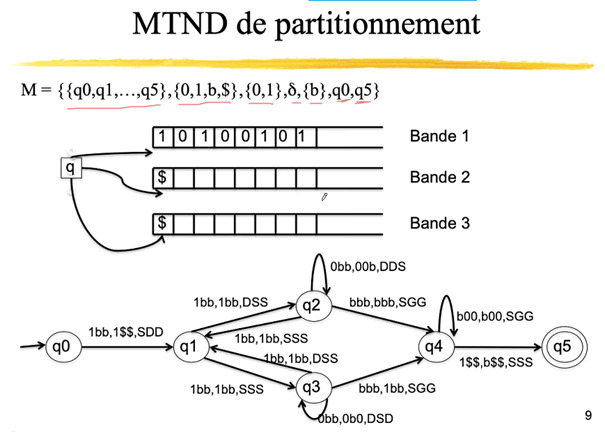 MTND de partitionnement
M = {{q0,q1,…,q5},{0,1,b,$},{0,1},δ,{b},q0,q5}
1 0 1 0 0 1 0 1 Bande 1
q
$ Bande 2
$ Bande 3
0bb,00b,DDS
1bb,1bb,DSS q2 bbb,bbb,SGG b00,b00,SGG
1bb,1$$,SDD 1bb,1bb,SSS 1$$,b$$,SSS
q0 q1 q4 q5
1bb,1bb,DSS
1bb,1bb,SSS q3 bbb,1bb,SGG
0bb,0b0,DSD
9